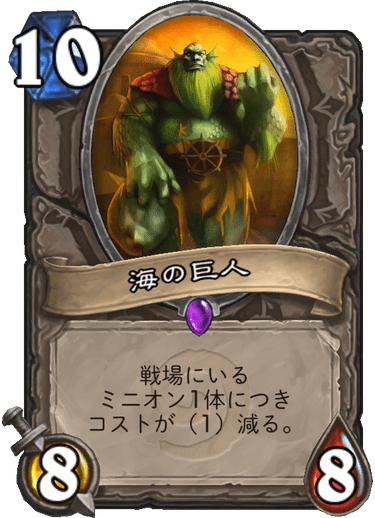 10
海の巨人
戦場にいる
ミニオン1体につき
コストが（1）減る。
8
8